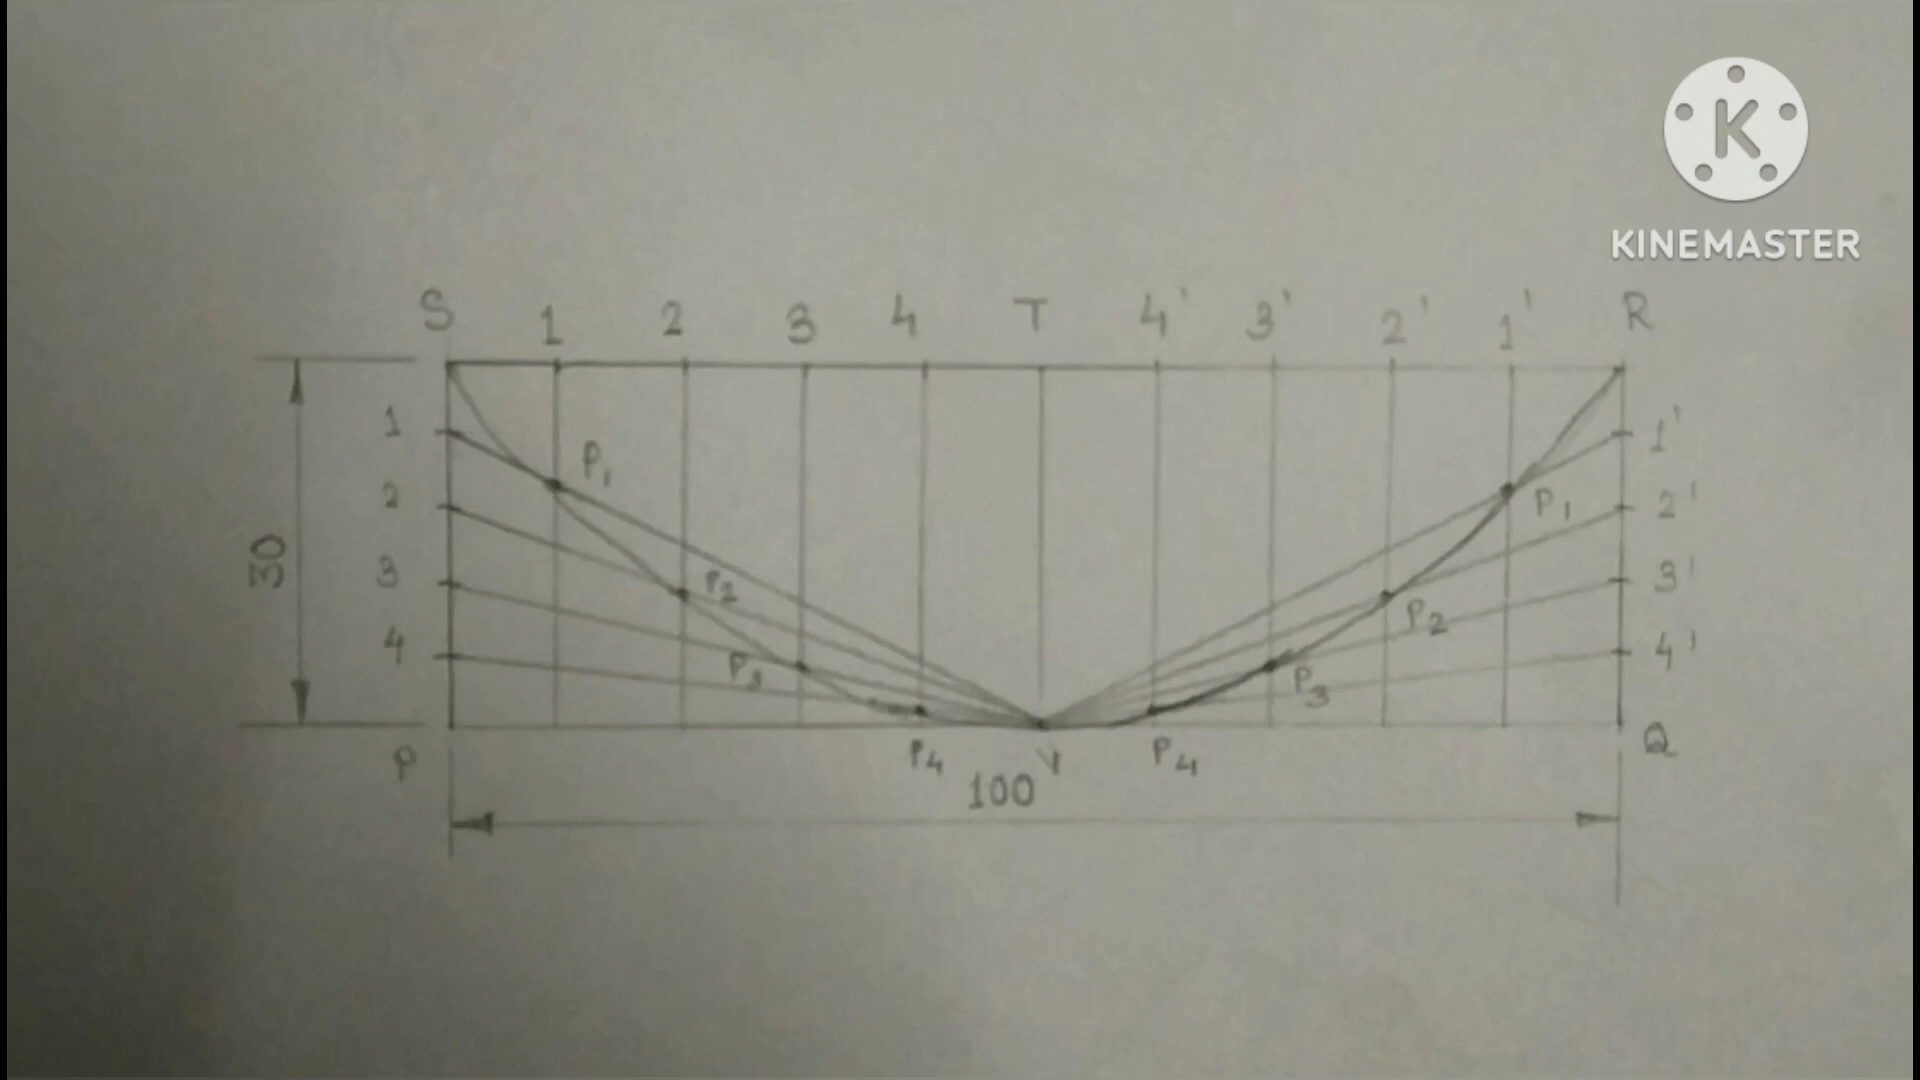 K
KINEMASTER
S 1 2 3 4 T 4' 3' 2' 1' R
1 1'
P1 P1
2 2'
30
3 P2 3'
P2
4 P3 P3 4'
P P4 V P4 Q
100